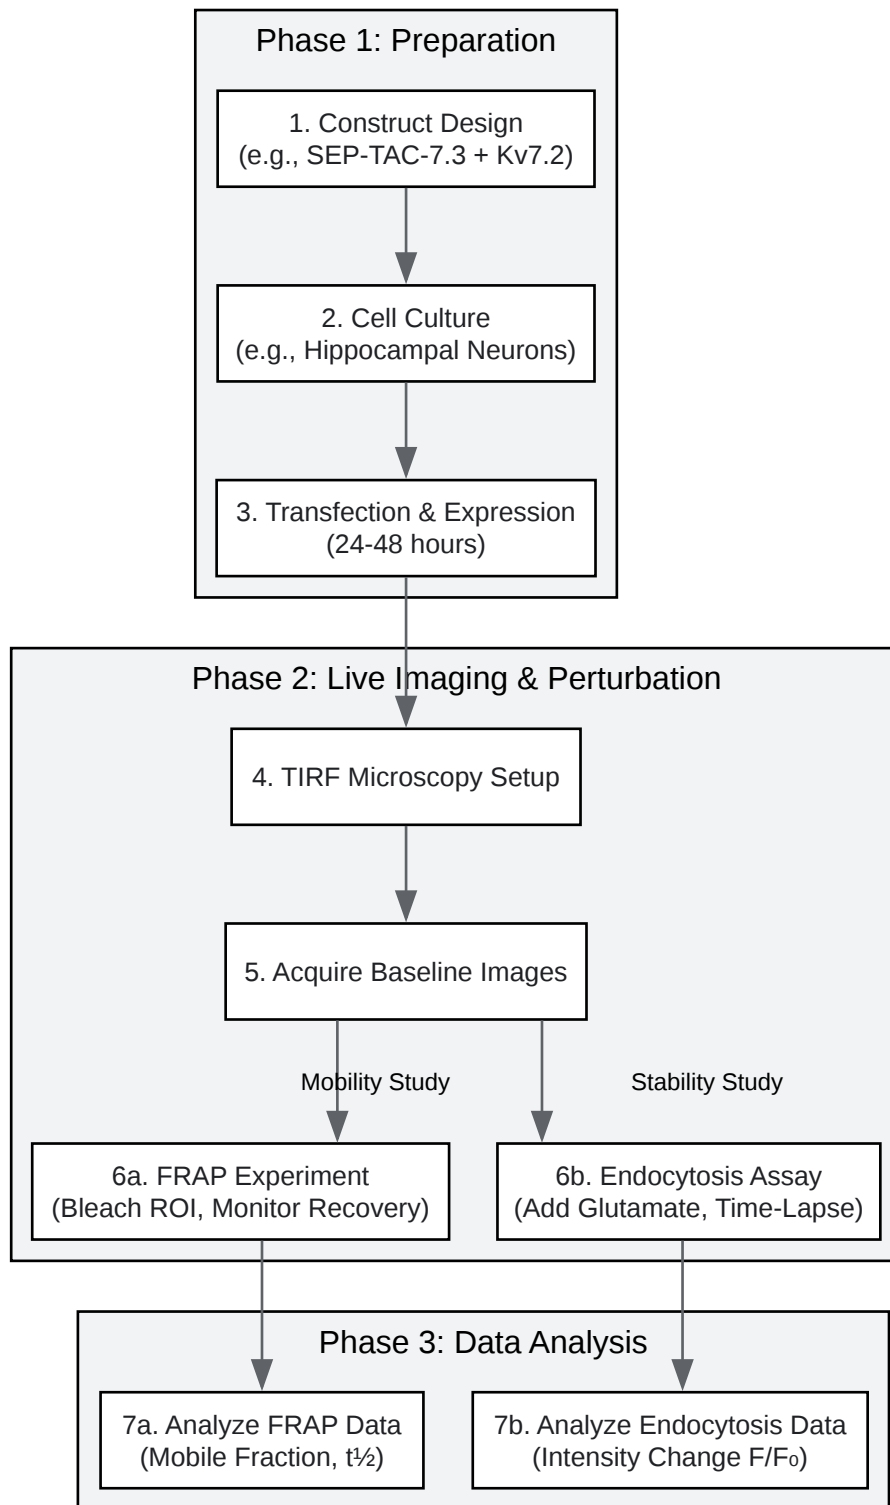 Phase 1: Preparation
1. Construct Design
(e.g., SEP-TAC-7.3 + Kv7.2)
2. Cell Culture
(e.g., Hippocampal Neurons)
3. Transfection & Expression
(24-48 hours)
Phase 2: Live Imaging & Perturbation
4. TIRF Microscopy Setup
5. Acquire Baseline Images
Mobility Study
Stability Study
6a. FRAP Experiment
(Bleach ROI, Monitor Recovery)
6b. Endocytosis Assay
(Add Glutamate, Time-Lapse)
Phase 3: Data Analysis
7a. Analyze FRAP Data
(Mobile Fraction, t½)
7b. Analyze Endocytosis Data
(Intensity Change F/F₀)